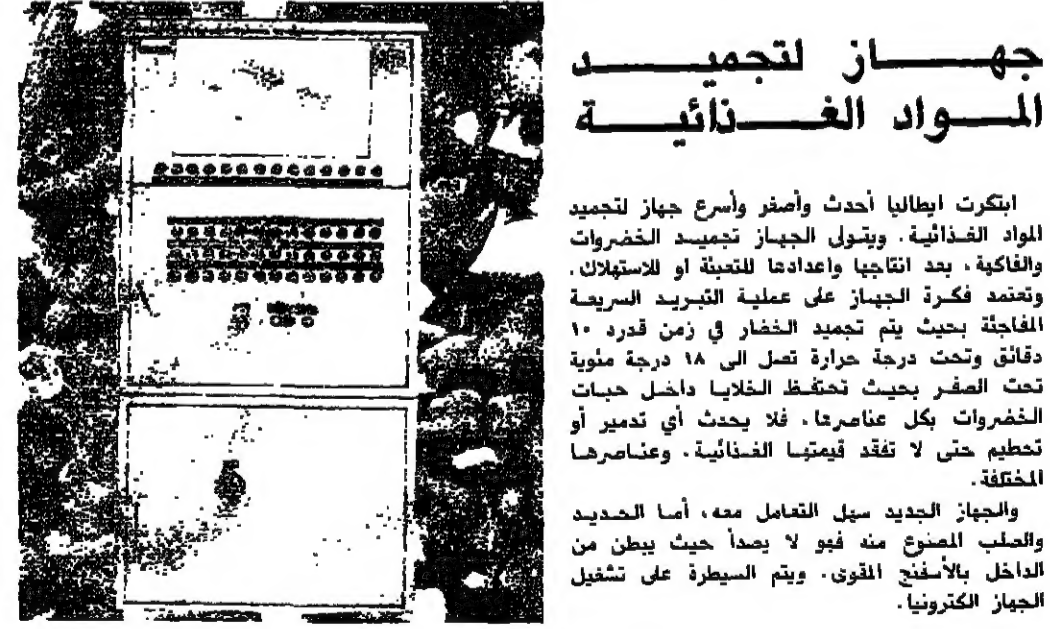 جهاز لتجميد
المواد الغذائية
ابتكرت ايطاليا أحدث وأصغر وأسرع جهاز لتجميد
المواد الغذائية. ويتولى الجهاز تجميد الخضروات
والفاكهة، بعد انتاجها واعدادها للتعبئة او للاستهلاك.
وتعتمد فكرة الجهاز على عملية التبريد السريعة
المفاجئة بحيث يتم تجميد الخضار في زمن قدره ١٠
دقائق وتحت درجة حرارة تصل الى ١٨ درجة مئوية
تحت الصفر بحيث تحتفظ الخلايا داخل حبات
الخضروات بكل عناصرها، فلا يحدث أي تدمير أو
تحطيم حتى لا تفقد قيمتها الغذائية. وعناصرها
المختلفة.
والجهاز الجديد سهل التعامل معه، أما الحديد
والصلب المصنوع منه فهو لا يصدأ حيث يبطن من
الداخل بالأسفنج المقوى. ويتم السيطرة على تشغيل
الجهاز الكترونيا.